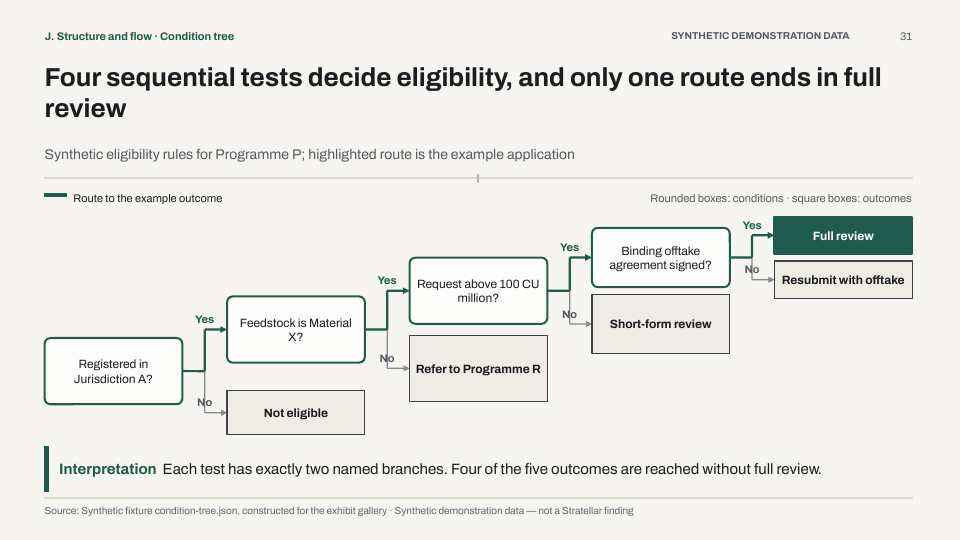 J. Structure and flow · Condition tree
SYNTHETIC DEMONSTRATION DATA
31
Four sequential tests decide eligibility, and only one route ends in full
review
Synthetic eligibility rules for Programme P; highlighted route is the example application
Route to the example outcome
Rounded boxes: conditions · square boxes: outcomes
Registered in
Jurisdiction A?
Yes
No
Feedstock is Material
X?
Not eligible
Yes
No
Request above 100 CU
million?
Refer to Programme R
Yes
No
Binding offtake
agreement signed?
Short-form review
Yes
No
Full review
Resubmit with offtake
Interpretation Each test has exactly two named branches. Four of the five outcomes are reached without full review.
Source: Synthetic fixture condition-tree.json, constructed for the exhibit gallery · Synthetic demonstration data — not a Stratellar finding